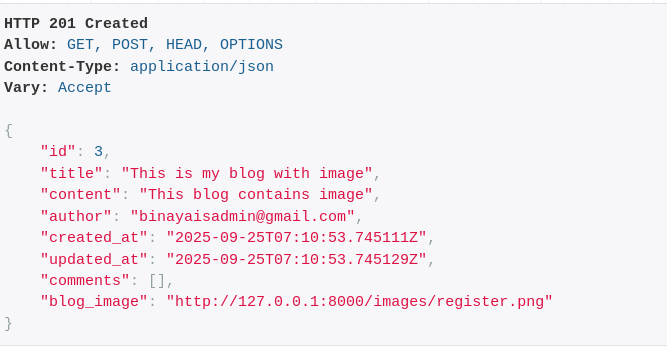 HTTP 201 Created
Allow: GET, POST, HEAD, OPTIONS
Content-Type: application/json
Vary: Accept
{
    "id": 3,
    "title": "This is my blog with image",
    "content": "This blog contains image",
    "author": "binayaisadmin@gmail.com",
    "created_at": "2025-09-25T07:10:53.745111Z",
    "updated_at": "2025-09-25T07:10:53.745129Z",
    "comments": [],
    "blog_image": "http://127.0.0.1:8000/images/register.png"
}